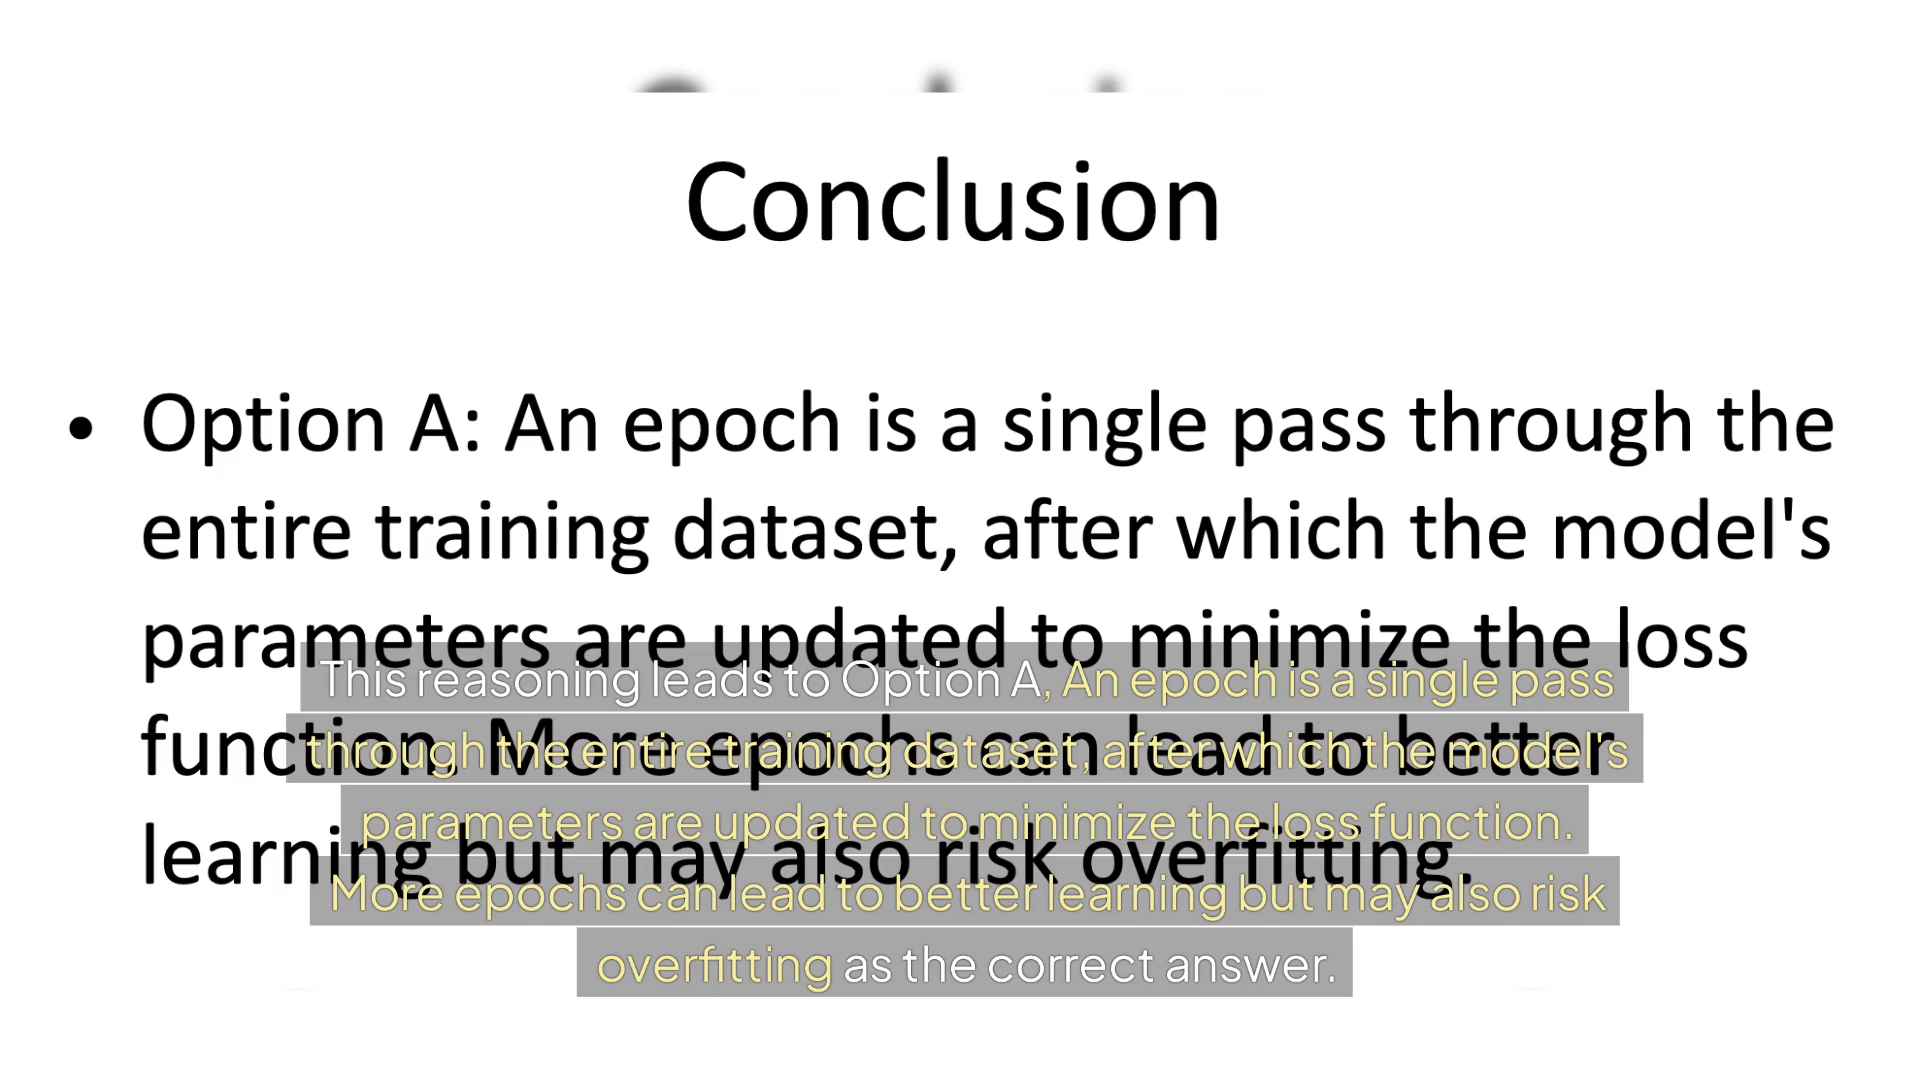 Conclusion
• Option A: An epoch is a single pass through the
entire training dataset, after which the model's
parameters are updated to minimize the loss
function. More epochs can lead to better
learning but may also risk overfitting.
This reasoning leads to Option A, An epoch is a single pass
through the entire training dataset, after which the model's
parameters are updated to minimize the loss function.
More epochs can lead to better learning but may also risk
overfitting as the correct answer.